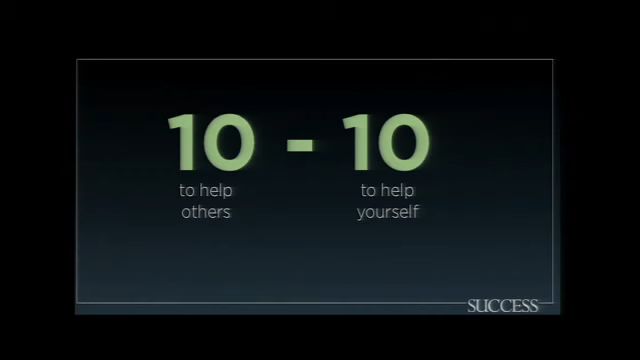 10 - 10
to help to help
others yourself
SUCCESS